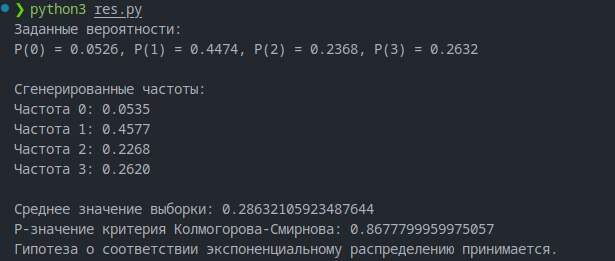 ❯ python3 res.py
Заданные вероятности:
P(0) = 0.0526, P(1) = 0.4474, P(2) = 0.2368, P(3) = 0.2632

Сгенерированные частоты:
Частота 0: 0.0535
Частота 1: 0.4577
Частота 2: 0.2268
Частота 3: 0.2620

Среднее значение выборки: 0.28632105923487644
P-значение критерия Колмогорова-Смирнова: 0.8677799959975057
Гипотеза о соответствии экспоненциальному распределению принимается.